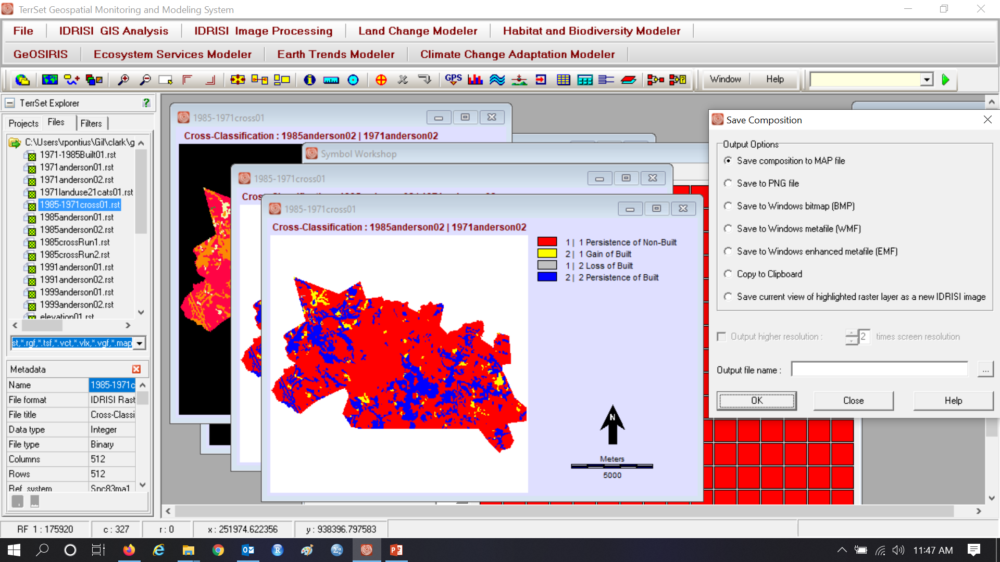 TerrSet Geospatial Monitoring and Modeling System
File IDRISI GIS Analysis IDRISI Image Processing Land Change Modeler Habitat and Biodiversity Modeler
GeOSIRIS Ecosystem Services Modeler Earth Trends Modeler Climate Change Adaptation Modeler
GPS Window Help
TerrSet Explorer ?
Projects Files Filters
C:\Users\rpontius\Gil\clark\g
1971-1985Built01.rst
1971anderson01.rst
1971anderson02.rst
1971landuse21cats01.rst
1985-1971cross01.rst
1985anderson01.rst
1985anderson02.rst
1985crossRun1.rst
1985crossRun2.rst
1991anderson01.rst
1991anderson02.rst
1999anderson01.rst
1999anderson02.rst
elevation01.rst
st,*.rgf,*.tsf,*.vct,*.vlx,*.vgf,*.map
Metadata
Name 1985-1971c
File format IDRISI Rast
File title Cross-Classi
Data type Integer
File type Binary
Columns 512
Rows 512
Ref. system Spc83ma1
1985-1971cross01
Cross-Classification : 1985anderson02 | 1971anderson02
Symbol Workshop
1985-1971cross01
1985-1971cross01
Cross-Classification : 1985anderson02 | 1971anderson02
1 | 1 Persistence of Non-Built
2 | 1 Gain of Built
1 | 2 Loss of Built
2 | 2 Persistence of Built
N
Meters
5000
Save Composition
Output Options
Save composition to MAP file
Save to PNG file
Save to Windows bitmap (BMP)
Save to Windows metafile (WMF)
Save to Windows enhanced metafile (EMF)
Copy to Clipboard
Save current view of highlighted raster layer as a new IDRISI image
Output higher resolution : 2 times screen resolution
Output file name : ...
OK Close Help
RF 1 : 175920 c : 327 r : 0 x : 251974.622356 y : 938396.797583
11:47 AM